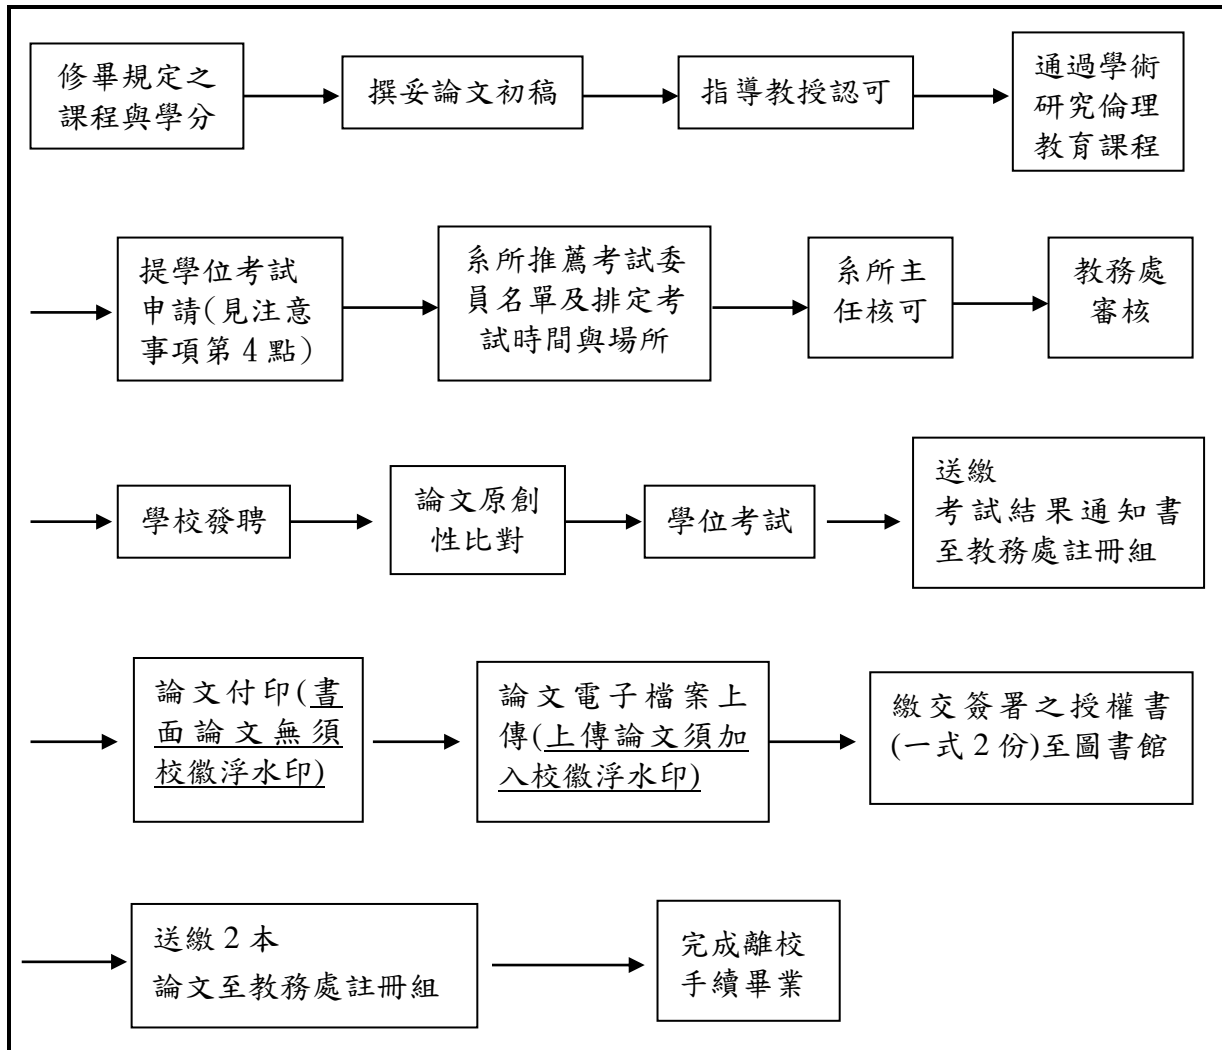 修畢規定之
課程與學分
撰妥論文初稿
指導教授認可
通過學術
研究倫理
教育課程
提學位考試
申請(見注意
事項第 4 點)
系所推薦考試委
員名單及排定考
試時間與場所
系所主
任核可
教務處
審核
學校發聘
論文原創
性比對
學位考試
送繳
考試結果通知書
至教務處註冊組
論文付印(書
面論文無須
校徽浮水印)
論文電子檔案上
傳(上傳論文須加
入校徽浮水印)
繳交簽署之授權書
(一式 2 份)至圖書館
送繳 2 本
論文至教務處註冊組
完成離校
手續畢業